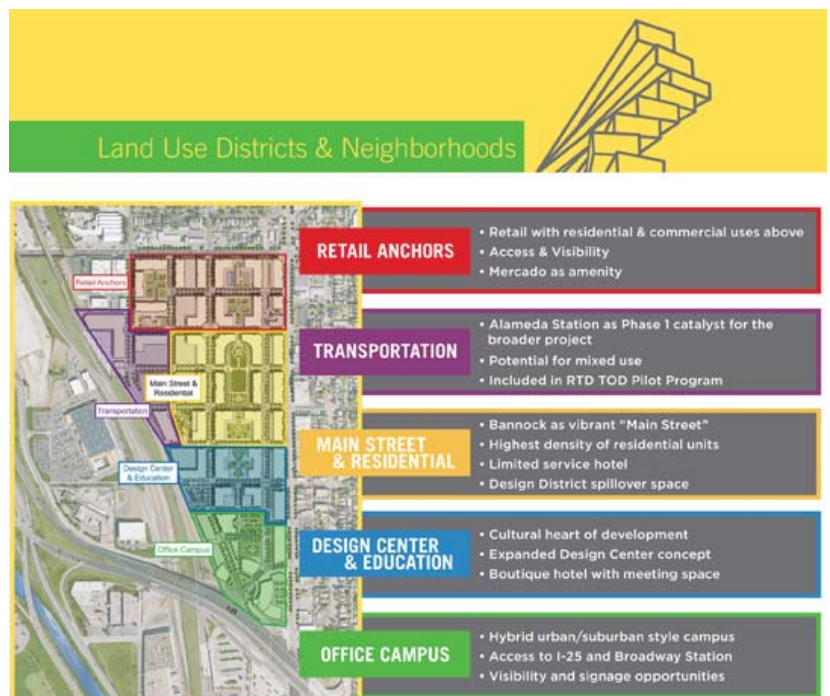 Land Use Districts & Neighborhoods
Retail Anchors
Main Street &
Residential
Transportation
Design Center
& Education
Office Campus
RETAIL ANCHORS
• Retail with residential & commercial uses above
• Access & Visibility
• Mercado as amenity
TRANSPORTATION
• Alameda Station as Phase 1 catalyst for the
broader project
• Potential for mixed use
• Included in RTD TOD Pilot Program
MAIN STREET
& RESIDENTIAL
• Bannock as vibrant "Main Street"
• Highest density of residential units
• Limited service hotel
• Design District spillover space
DESIGN CENTER
& EDUCATION
• Cultural heart of development
• Expanded Design Center concept
• Boutique hotel with meeting space
OFFICE CAMPUS
• Hybrid urban/suburban style campus
• Access to I-25 and Broadway Station
• Visibility and signage opportunities